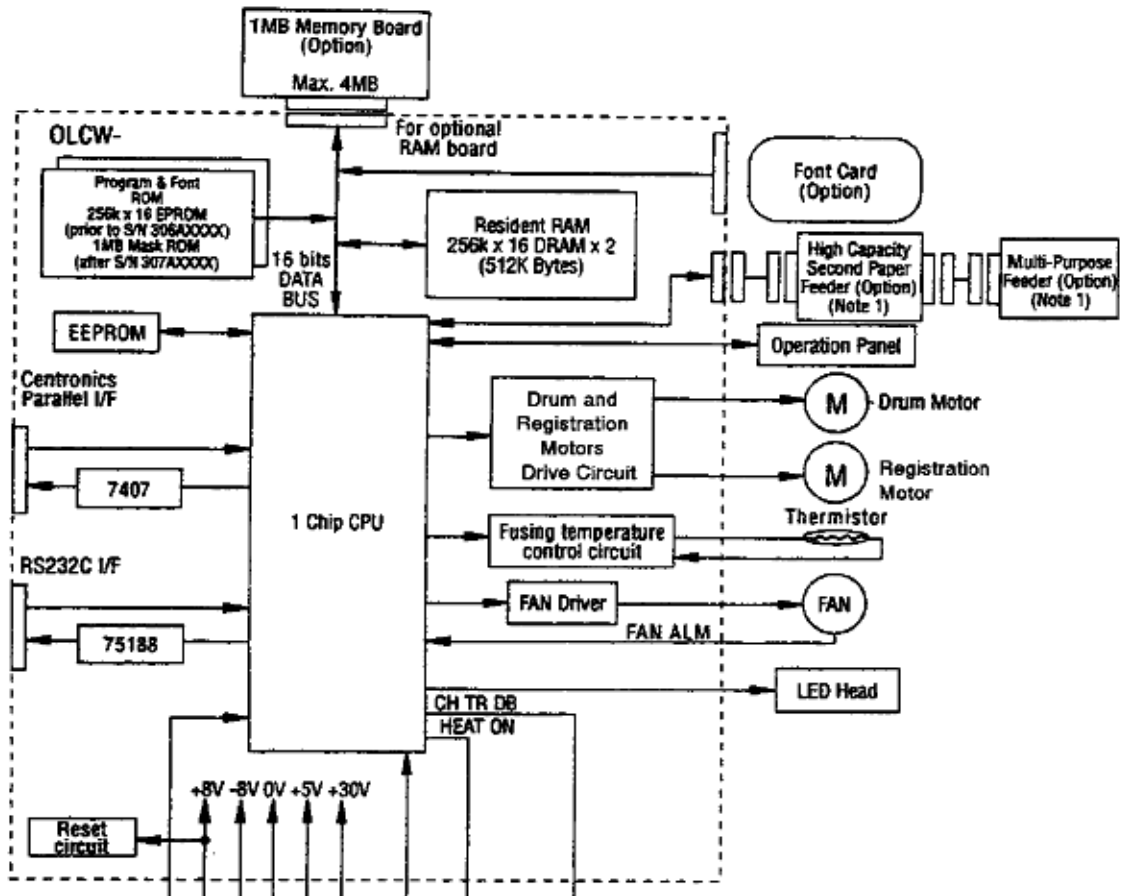 1MB Memory Board
(Option)
Max. 4MB
OLCW-
For optional
RAM board
Program & Font
ROM
256k x 16 EPROM
(prior to S/N 306AXXXX)
1MB Mask ROM
(after S/N 307AXXXX)
Font Card
(Option)
Resident RAM
256k x 16 DRAM x 2
(512K Bytes)
16 bits
DATA
BUS
High Capacity
Second Paper
Feeder (Option)
(Note 1)
Multi-Purpose
Feeder (Option)
(Note 1)
EEPROM
Operation Panel
Centronics
Parallel I/F
Drum and
Registration
Motors
Drive Circuit
M
Drum Motor
M
Registration
Motor
7407
1 Chip CPU
Thermistor
Fusing temperature
control circuit
RS232C I/F
FAN Driver
FAN
75188
FAN ALM
LED Head
CH TR DB
HEAT ON
+8V -8V 0V +5V +30V
Reset
circuit